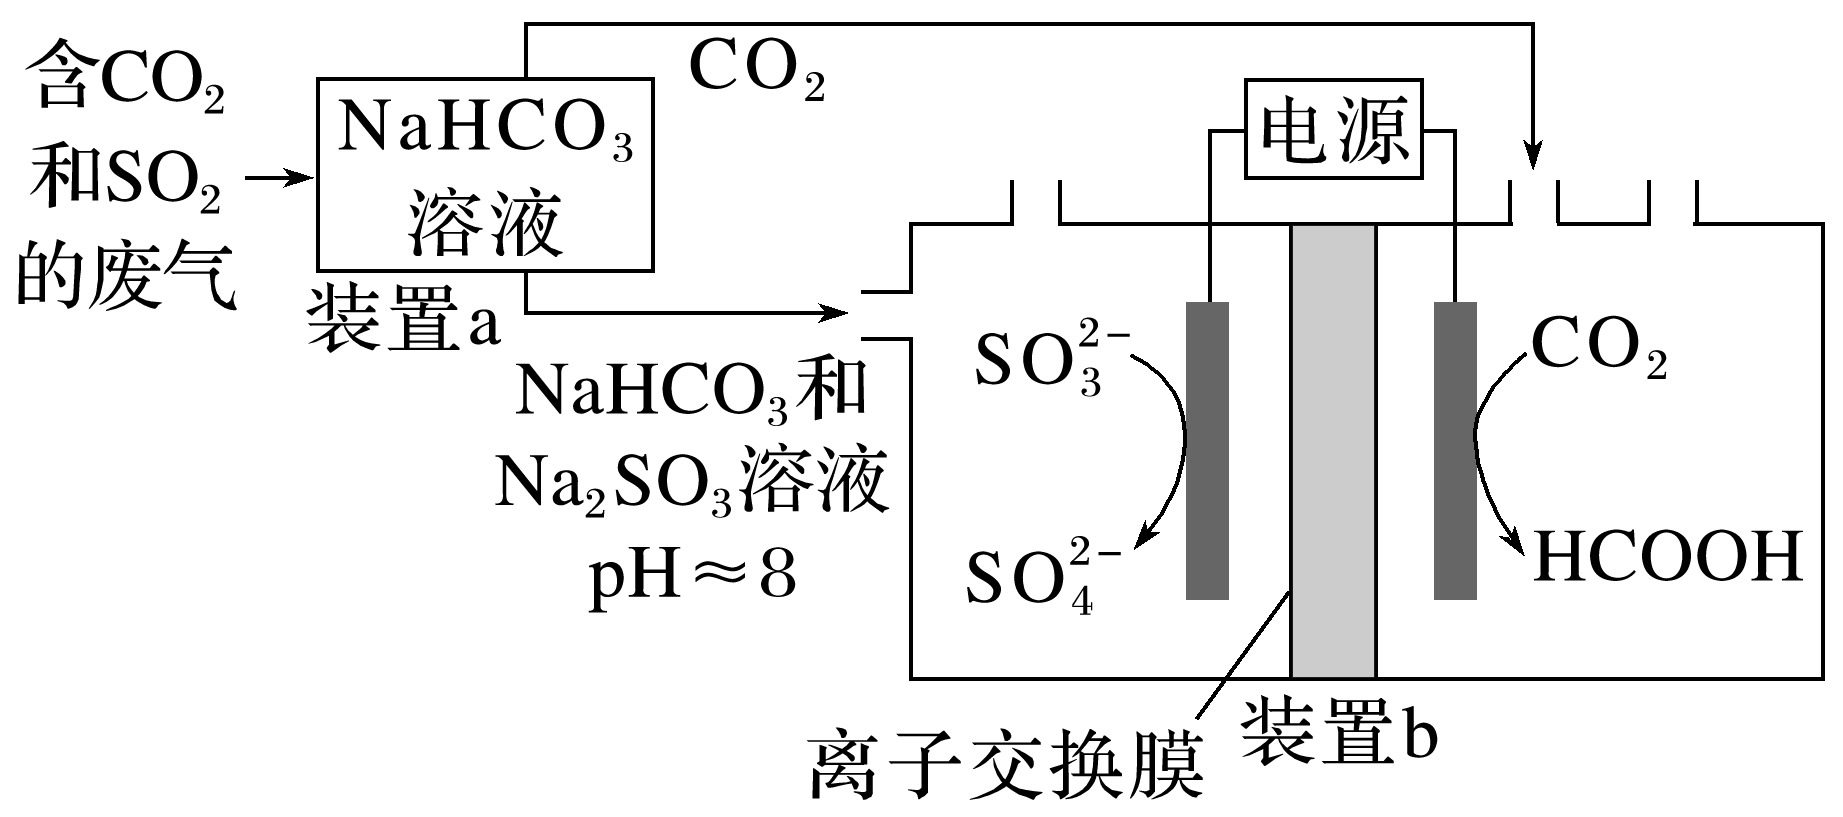 含CO₂
和SO₂
的废气
NaHCO₃
溶液
装置a
CO₂
NaHCO₃和
Na₂SO₃溶液
pH≈8
电源
SO₃²⁻
SO₄²⁻
CO₂
HCOOH
离子交换膜
装置b